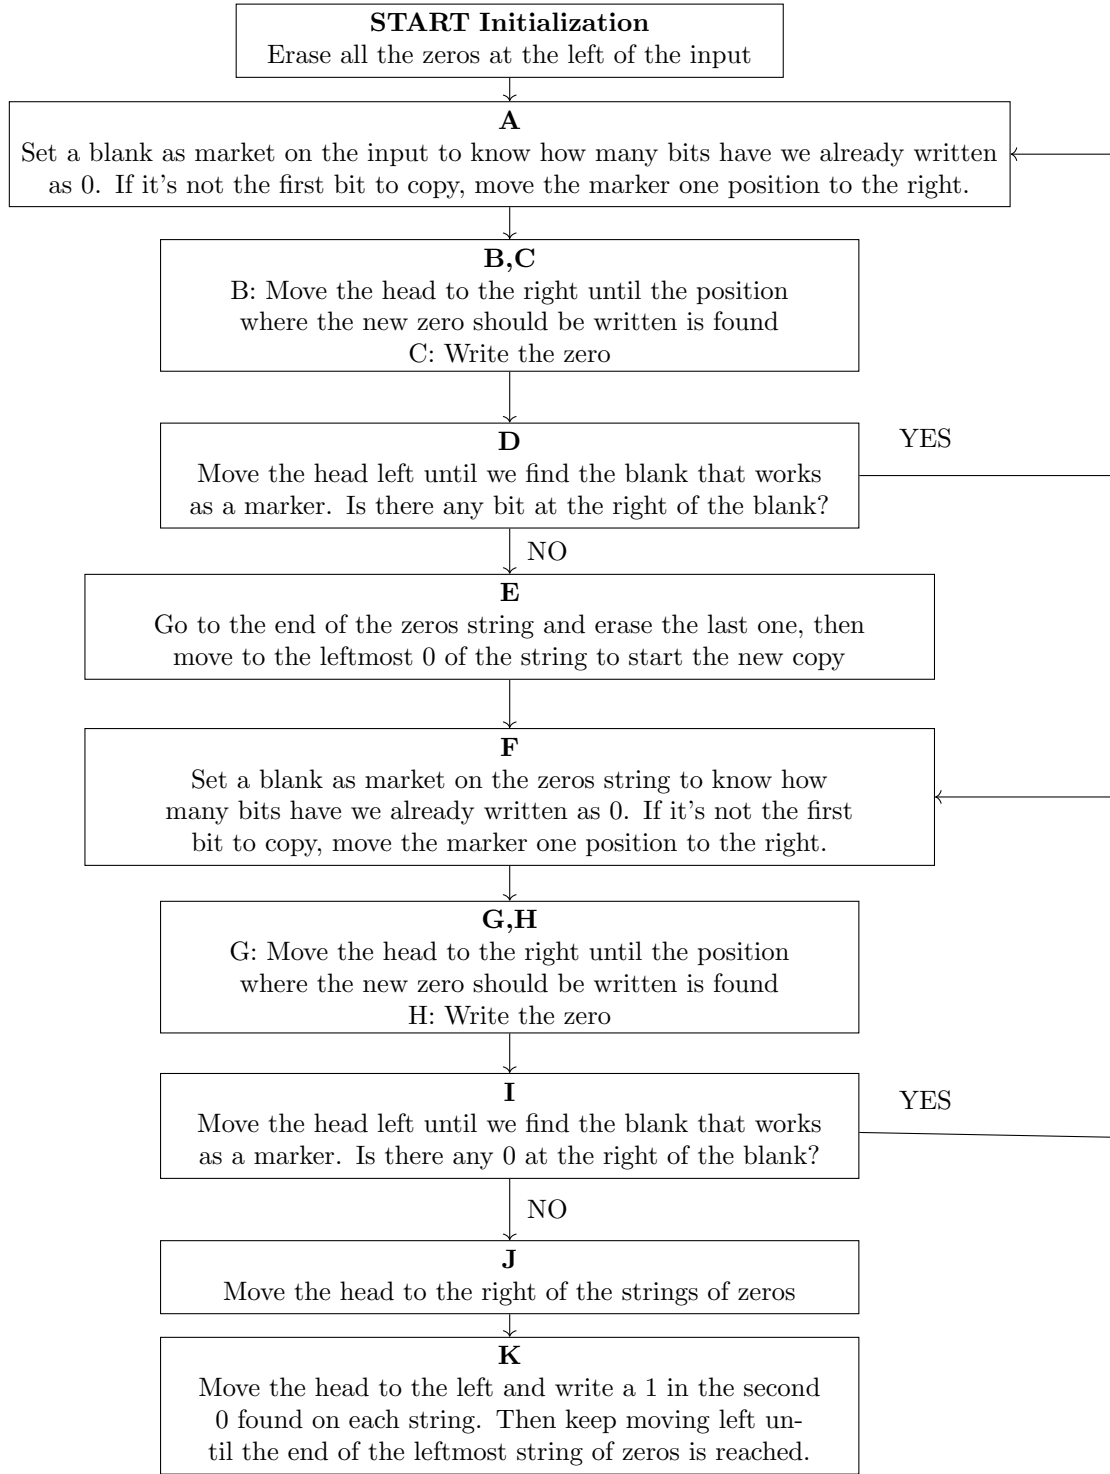 START Initialization
Erase all the zeros at the left of the input
A
Set a blank as market on the input to know how many bits have we already written
as 0. If it's not the first bit to copy, move the marker one position to the right.
B,C
B: Move the head to the right until the position
where the new zero should be written is found
C: Write the zero
D
Move the head left until we find the blank that works
as a marker. Is there any bit at the right of the blank?
YES
NO
E
Go to the end of the zeros string and erase the last one, then
move to the leftmost 0 of the string to start the new copy
F
Set a blank as market on the zeros string to know how
many bits have we already written as 0. If it's not the first
bit to copy, move the marker one position to the right.
G,H
G: Move the head to the right until the position
where the new zero should be written is found
H: Write the zero
I
Move the head left until we find the blank that works
as a marker. Is there any 0 at the right of the blank?
YES
NO
J
Move the head to the right of the strings of zeros
K
Move the head to the left and write a 1 in the second
0 found on each string. Then keep moving left un-
til the end of the leftmost string of zeros is reached.